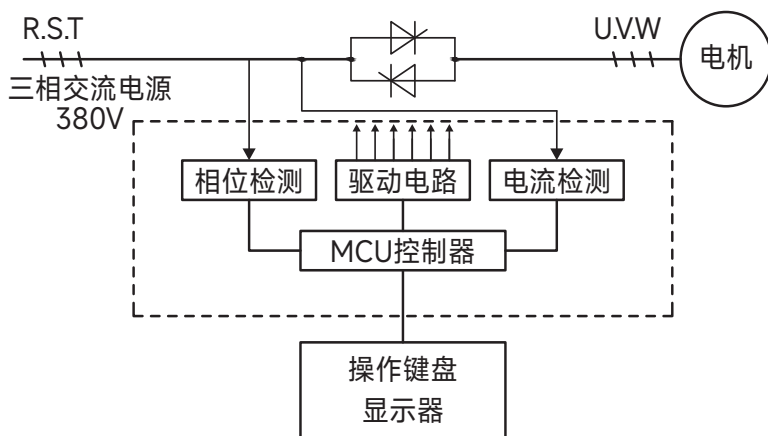 R.S.T
U.V.W
电机
三相交流电源
380V
相位检测
驱动电路
电流检测
MCU控制器
操作键盘
显示器